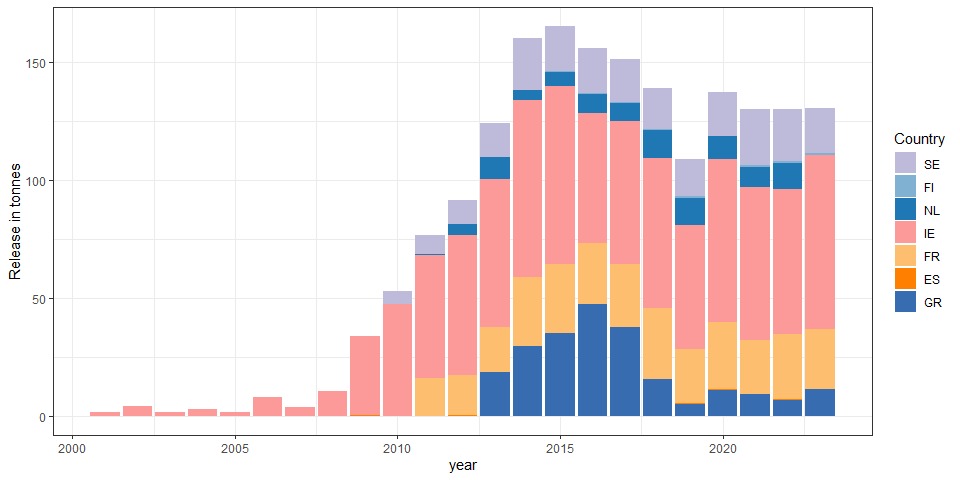 150
100
50
0
Release in tonnes
2000
2005
2010
2015
2020
year
Country
SE
FI
NL
IE
FR
ES
GR